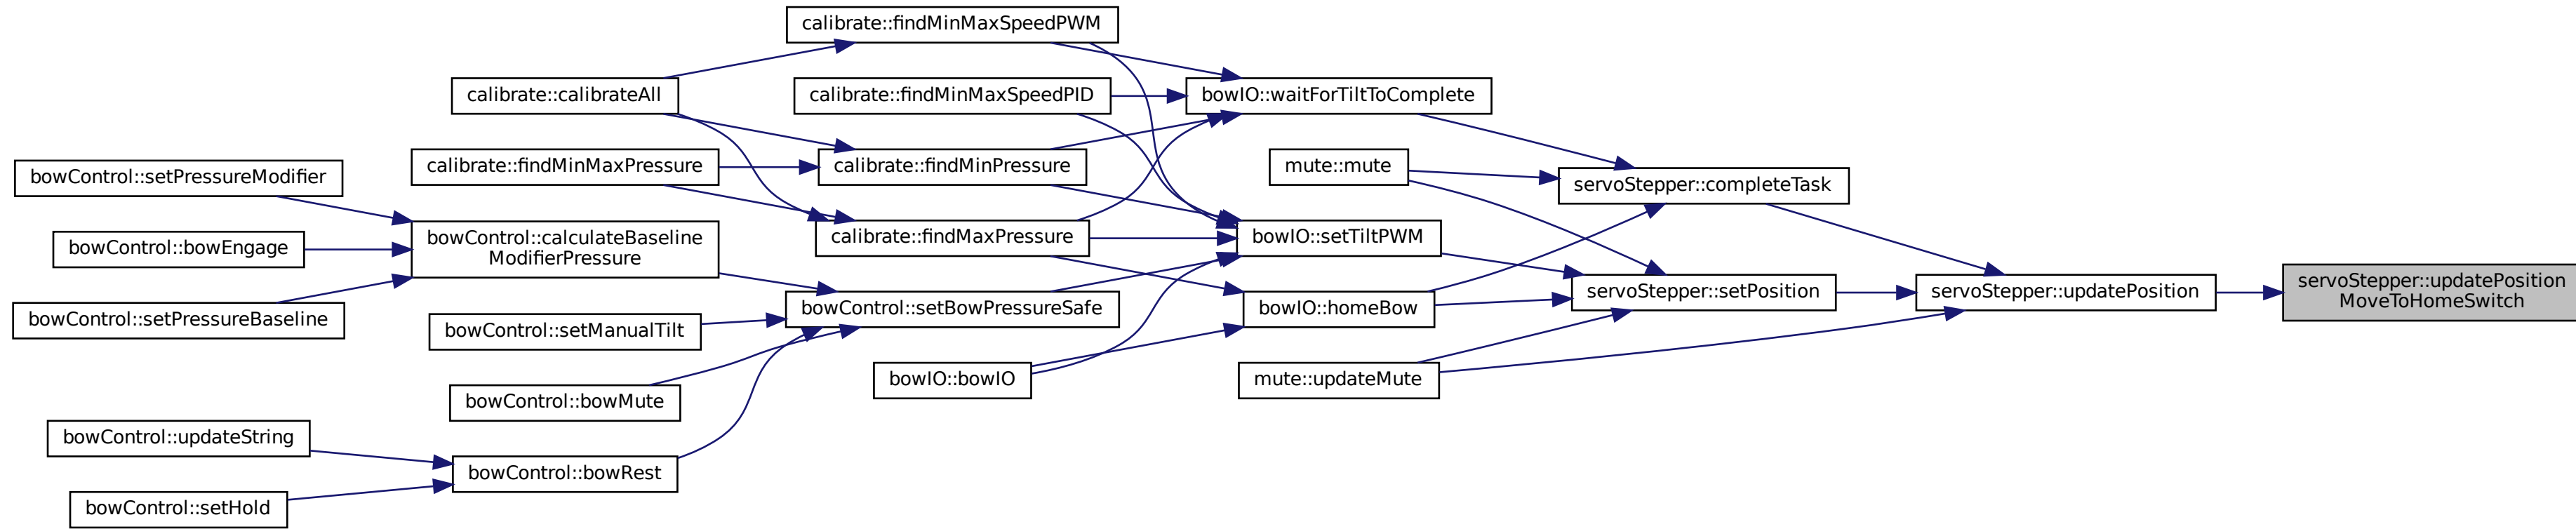 calibrate::findMinMaxSpeedPWM
calibrate::calibrateAll
calibrate::findMinMaxSpeedPID
bowIO::waitForTiltToComplete
calibrate::findMinMaxPressure
calibrate::findMinPressure
mute::mute
bowControl::setPressureModifier
servoStepper::completeTask
bowControl::bowEngage
bowControl::calculateBaseline
ModifierPressure
calibrate::findMaxPressure
bowIO::setTiltPWM
servoStepper::updatePosition
MoveToHomeSwitch
bowControl::setPressureBaseline
bowControl::setManualTilt
bowControl::setBowPressureSafe
bowIO::homeBow
servoStepper::setPosition
servoStepper::updatePosition
bowIO::bowIO
mute::updateMute
bowControl::bowMute
bowControl::updateString
bowControl::bowRest
bowControl::setHold